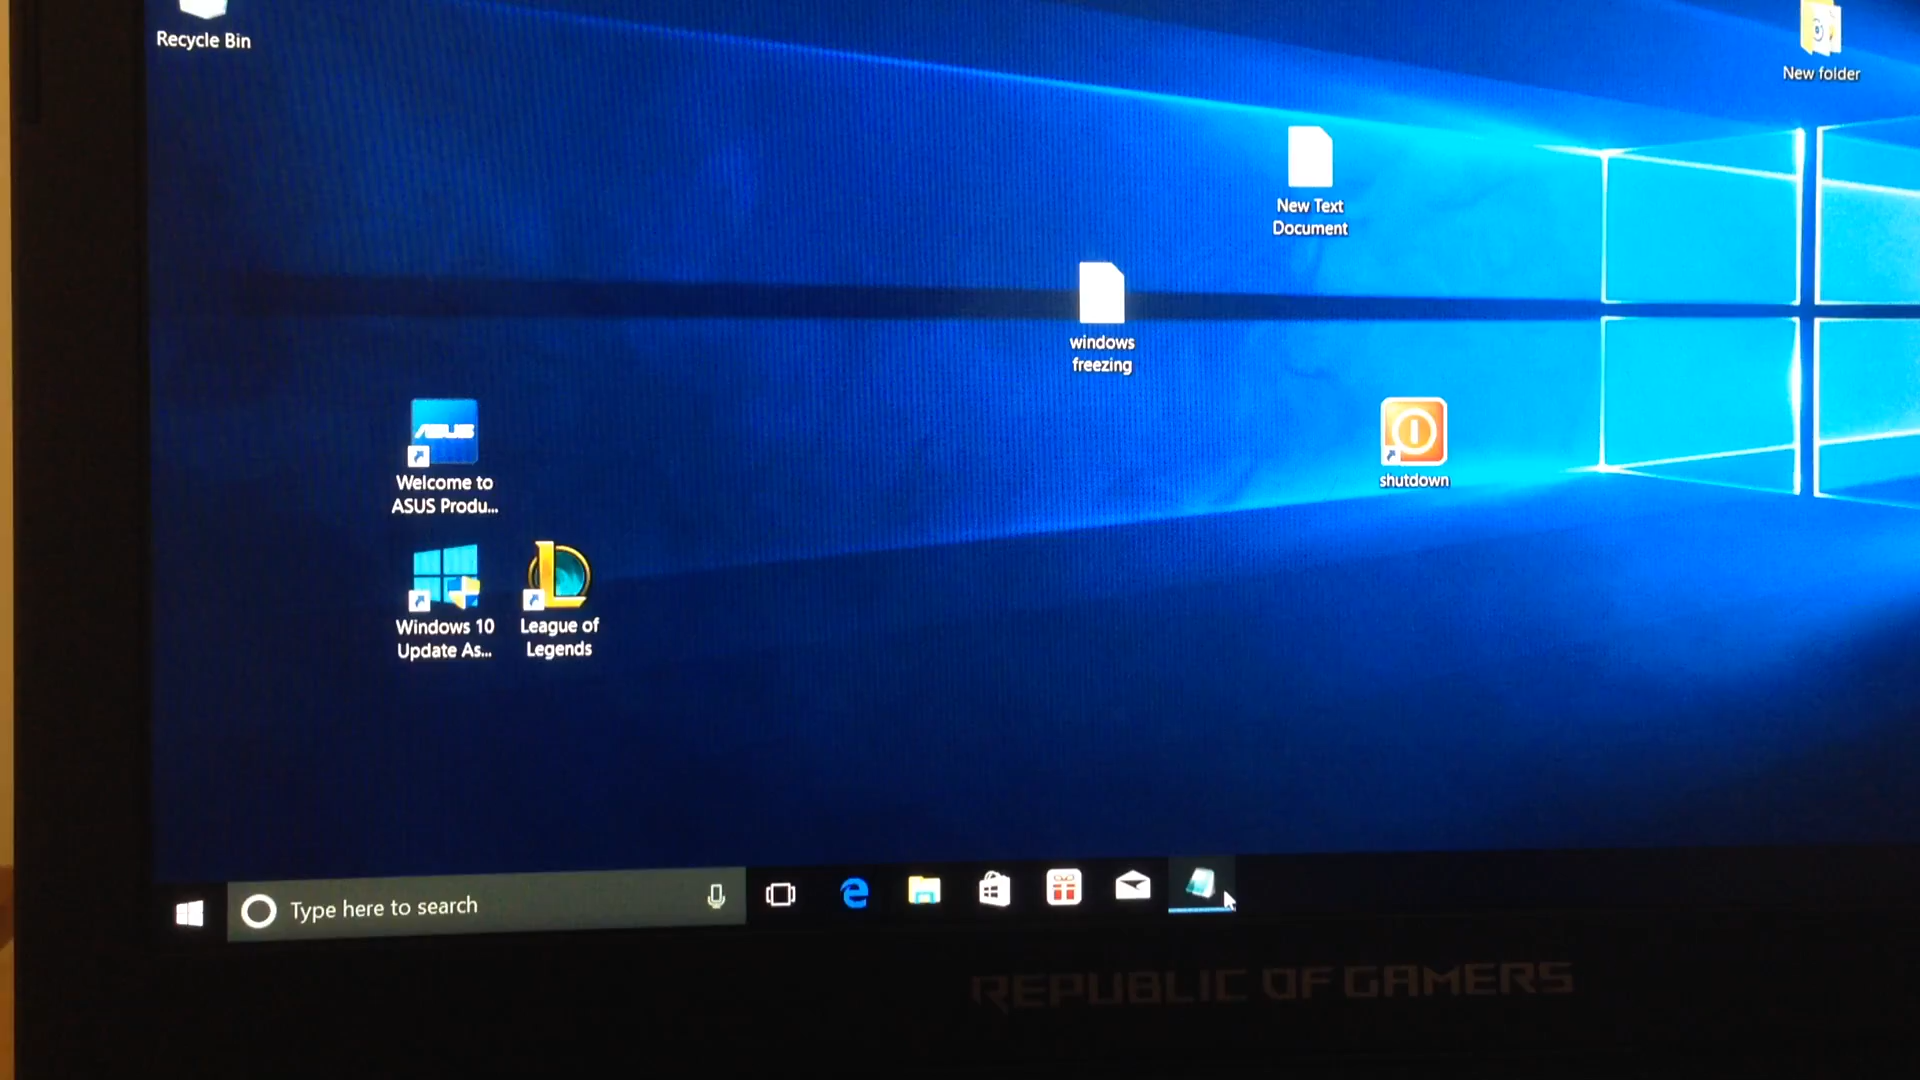 Recycle Bin
New folder
New Text
Document
windows
freezing
ASUS
Welcome to
ASUS Produ...
shutdown
Windows 10
Update As...
League of
Legends
Type here to search
REPUBLIC OF GAMERS